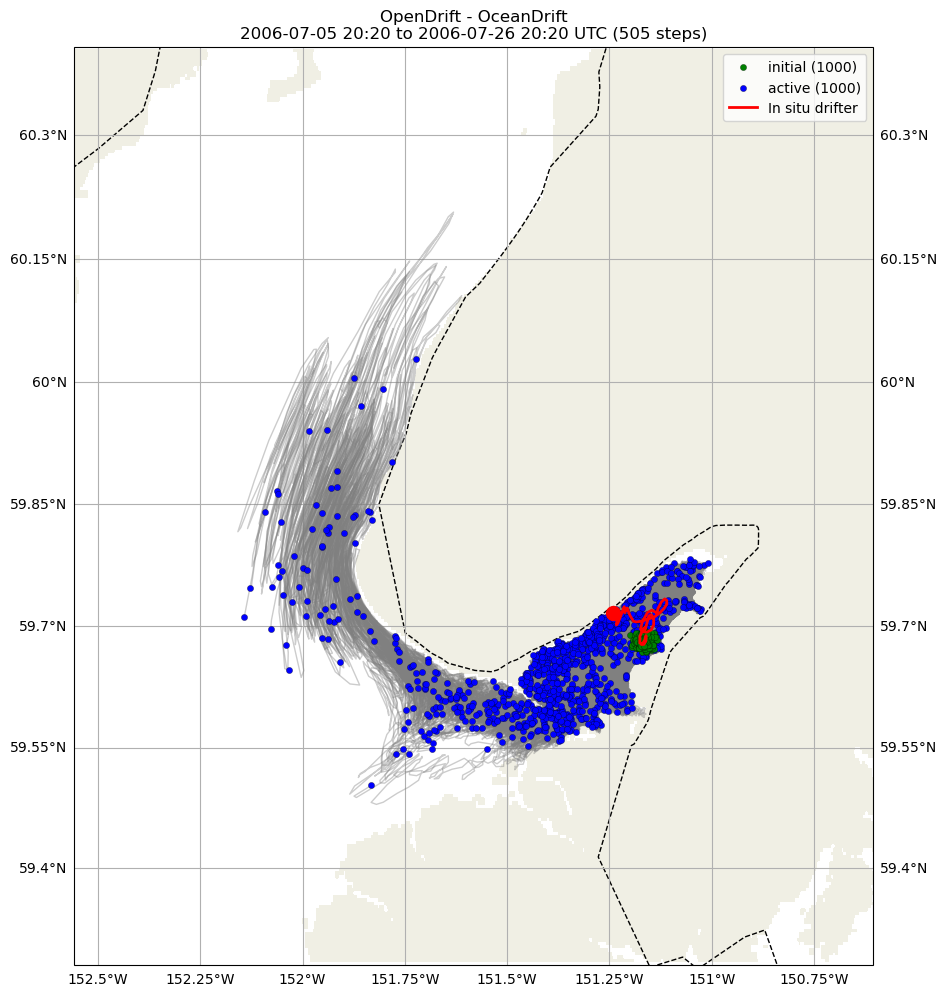 OpenDrift - OceanDrift
2006-07-05 20:20 to 2006-07-26 20:20 UTC (505 steps)
initial (1000)
active (1000)
In situ drifter
60.3°N
60.3°N
60.15°N
60.15°N
60°N
60°N
59.85°N
59.85°N
59.7°N
59.7°N
59.55°N
59.55°N
59.4°N
59.4°N
152.5°W
152.25°W
152°W
151.75°W
151.5°W
151.25°W
151°W
150.75°W